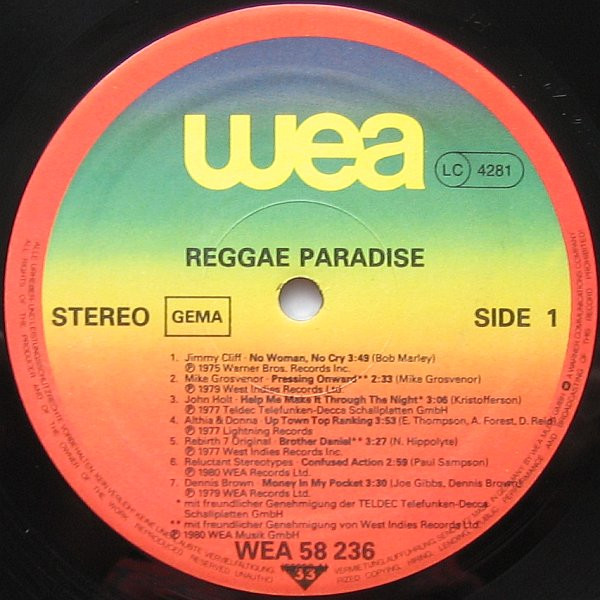 wea
LC 4281
REGGAE PARADISE
STEREO GEMA SIDE 1
1. Jimmy Cliff · No Woman, No Cry 3:49 (Bob Marley)
℗ 1975 Warner Bros. Records Inc.
2. Mike Grosvenor · Pressing Onward** 2:33 (Mike Grosvenor)
℗ 1979 West Indies Records Ltd.
3. John Holt · Help Me Make It Through The Night* 3:06 (Kristofferson)
℗ 1977 Teldec Telefunken-Decca Schallplatten GmbH
4. Althia & Donna · Up Town Top Ranking 3:53 (E. Thompson, A. Forest, D. Reid)
℗ 1977 Lightning Records
5. Rebirth 7 Original · Brother Daniel** 3:27 (N. Hippolyte)
℗ 1977 West Indies Records Inc.
6. Reluctant Stereotypes · Confused Action 2:59 (Paul Sampson)
℗ 1980 WEA Records Ltd.
7. Dennis Brown · Money In My Pocket 3:30 (Joe Gibbs, Dennis Brown)
℗ 1979 WEA Records Ltd.
* mit freundlicher Genehmigung der TELDEC Telefunken-Decca
Schallplatten GmbH
** mit freundlicher Genehmigung von West Indies Records Ltd.
℗ 1980 WEA Musik GmbH
WEA 58 236
33